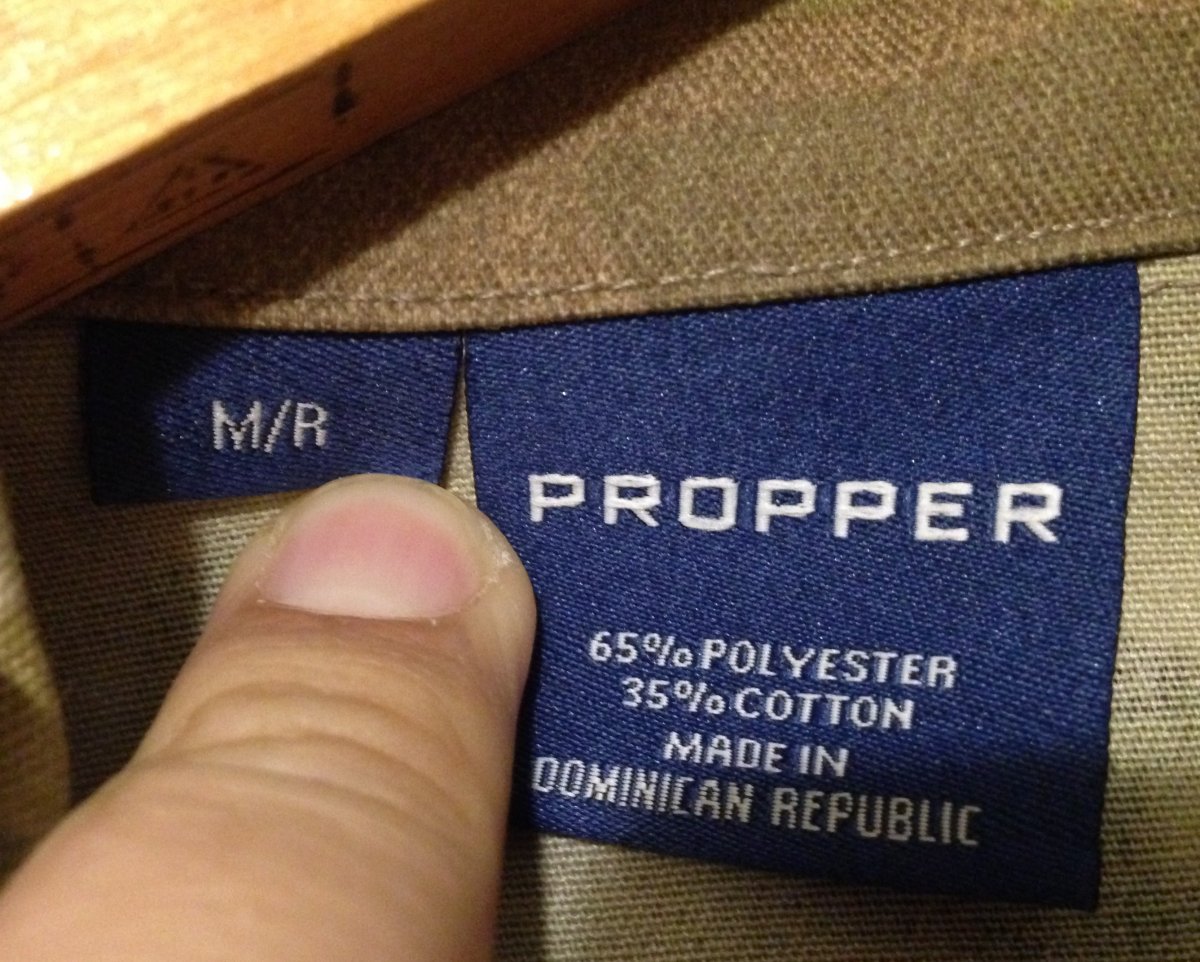 M/R
PROPPER
65% POLYESTER
35% COTTON
MADE IN
DOMINICAN REPUBLIC